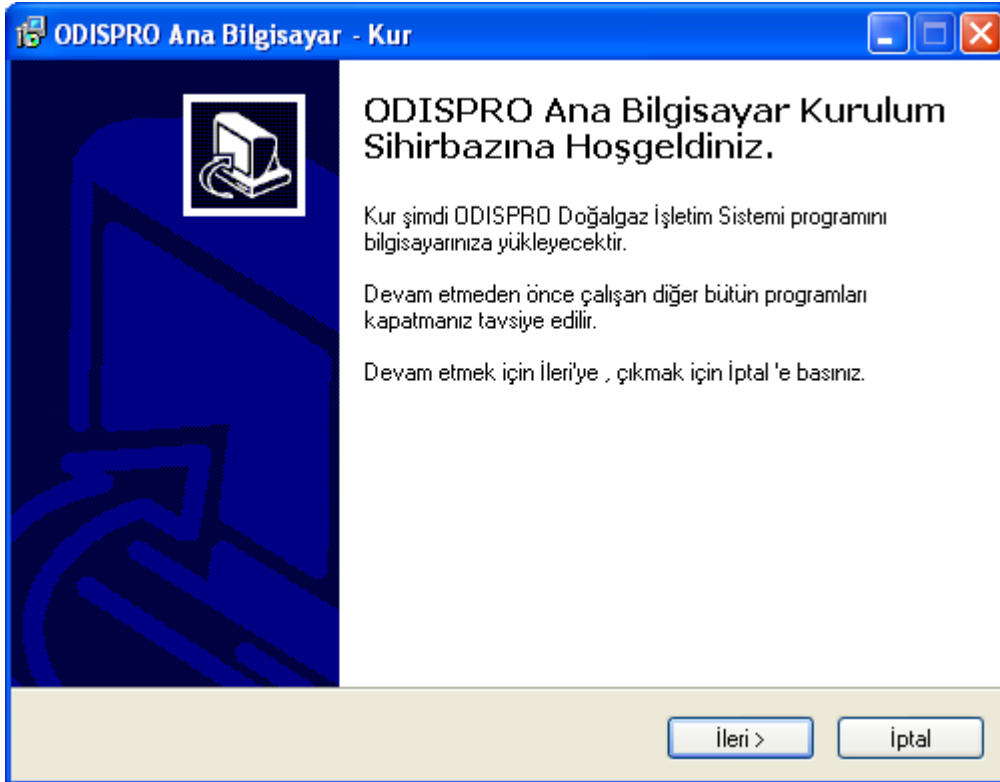 ODISPRO Ana Bilgisayar - Kur
ODISPRO Ana Bilgisayar Kurulum
Sihirbazına Hoşgeldiniz.
Kur şimdi ODISPRO Doğalgaz İşletim Sistemi programını
bilgisayarınıza yükleyecektir.
Devam etmeden önce çalışan diğer bütün programları
kapatmanız tavsiye edilir.
Devam etmek için İleri'ye , çıkmak için İptal 'e basınız.
İleri >
İptal